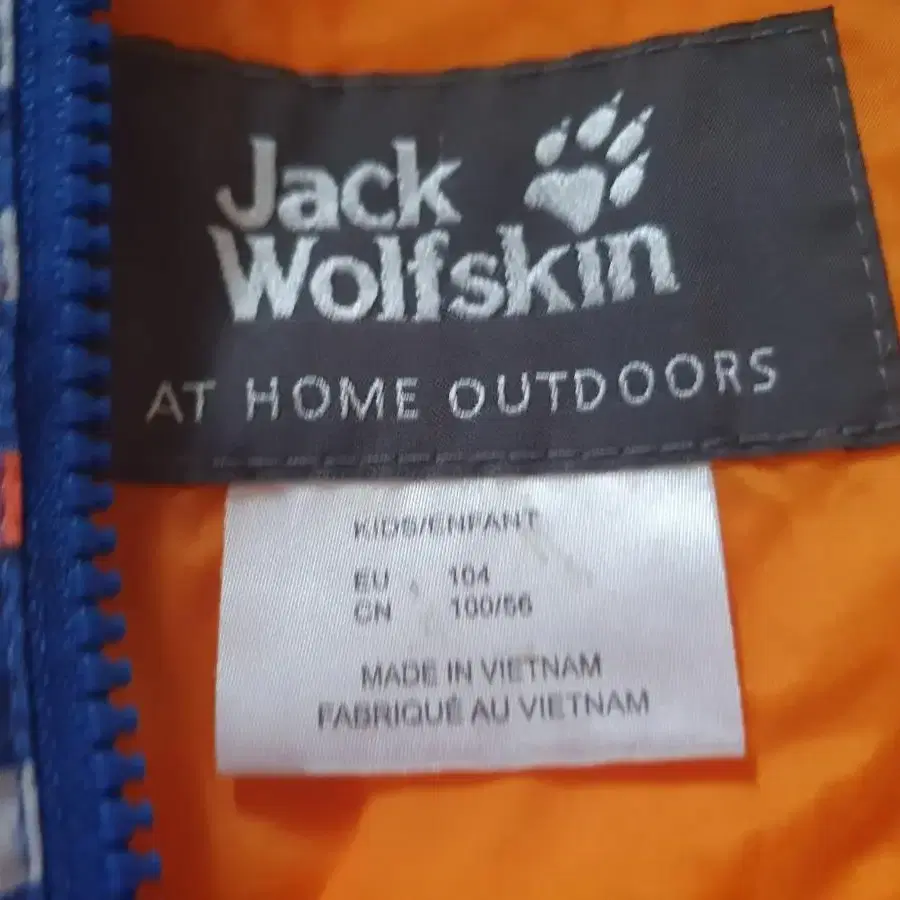 Jack
Wolfskin
AT HOME OUTDOORS
KIDS/ENFANT
EU 104
CN 100/56
MADE IN VIETNAM
FABRIQUÉ AU VIETNAM